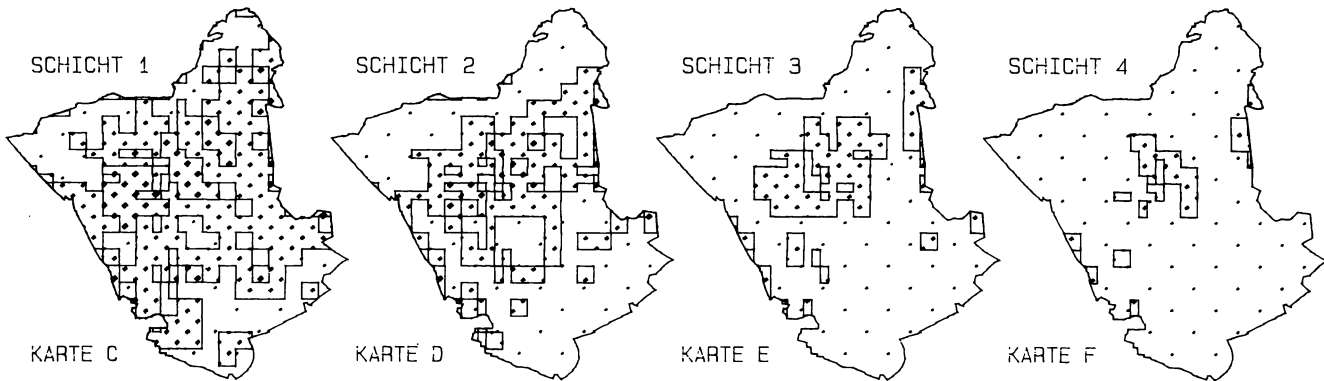 SCHICHT 1
SCHICHT 2
SCHICHT 3
SCHICHT 4
KARTE C
KARTE D
KARTE E
KARTE F